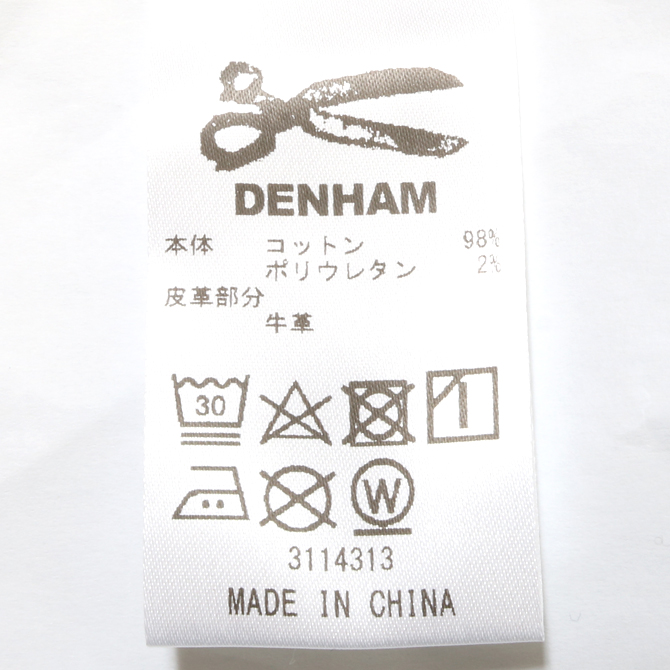 DENHAM
本体 コットン 98%
ポリウレタン 2%
皮革部分
牛革
30
W
3114313
MADE IN CHINA